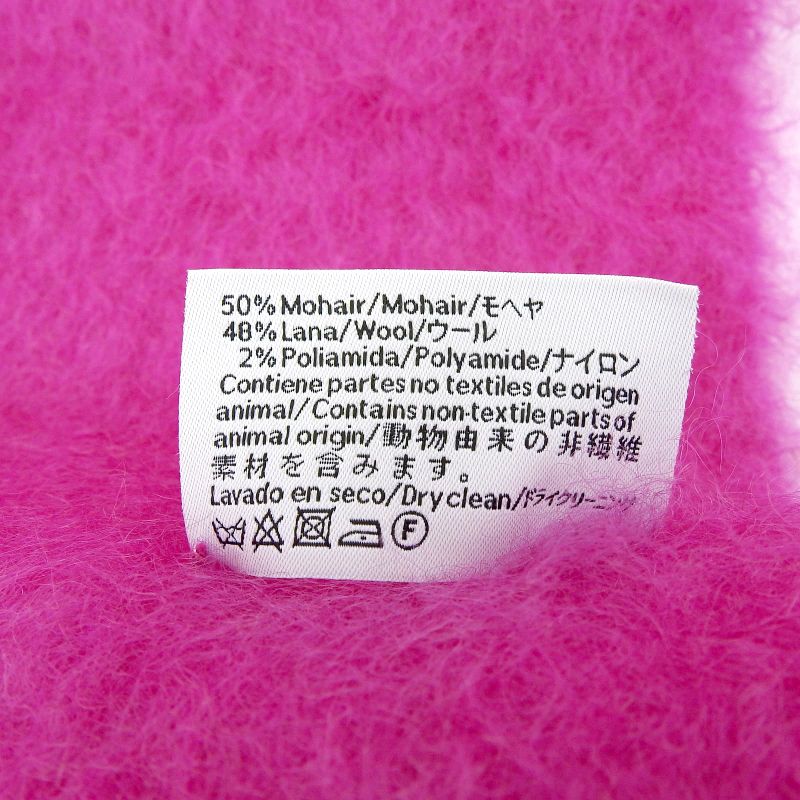 50% Mohair/Mohair/モヘヤ
48% Lana/Wool/ウール
2% Poliamida/Polyamide/ナイロン
Contiene partes no textiles de origen
animal/Contains non-textile parts of
animal origin/動物由来の非繊維
素材を含みます。
Lavado en seco/Dry clean/ドライクリーニング
F